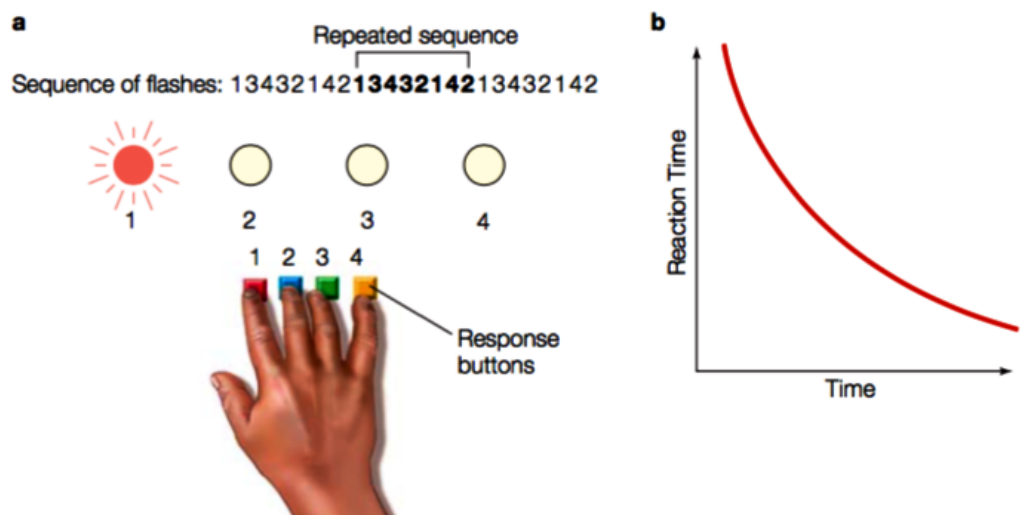 a
Repeated sequence
Sequence of flashes: 134321421343214213432142
1 2 3 4
1 2 3 4
Response
buttons
b
Reaction Time
Time